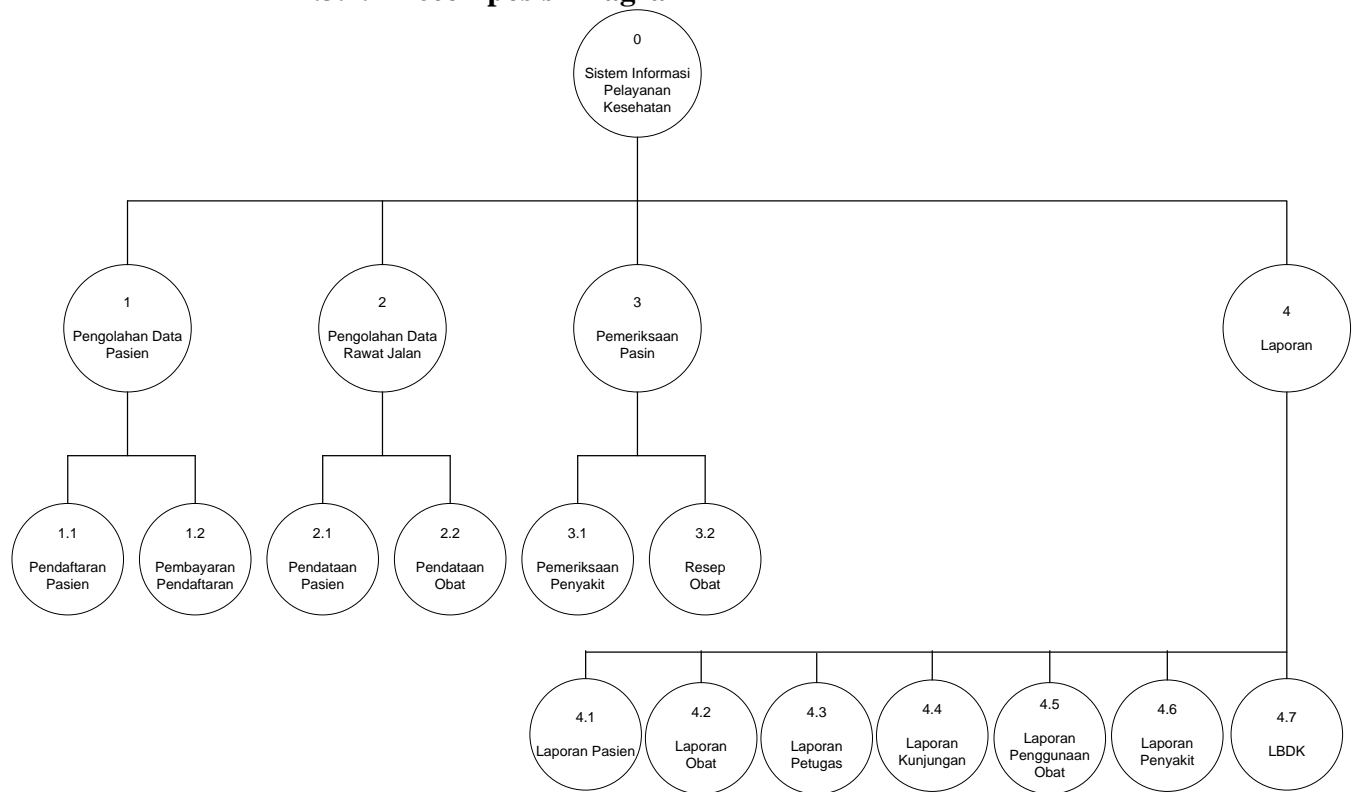 0
Sistem Informasi
Pelayanan
Kesehatan
1
Pengolahan Data
Pasien
2
Pengolahan Data
Rawat Jalan
3
Pemeriksaan
Pasin
4
Laporan
1.1
Pendaftaran
Pasien
1.2
Pembayaran
Pendaftaran
2.1
Pendataan
Pasien
2.2
Pendataan
Obat
3.1
Pemeriksaan
Penyakit
3.2
Resep
Obat
4.1
Laporan Pasien
4.2
Laporan
Obat
4.3
Laporan
Petugas
4.4
Laporan
Kunjungan
4.5
Laporan
Penggunaan
Obat
4.6
Laporan
Penyakit
4.7
LBDK